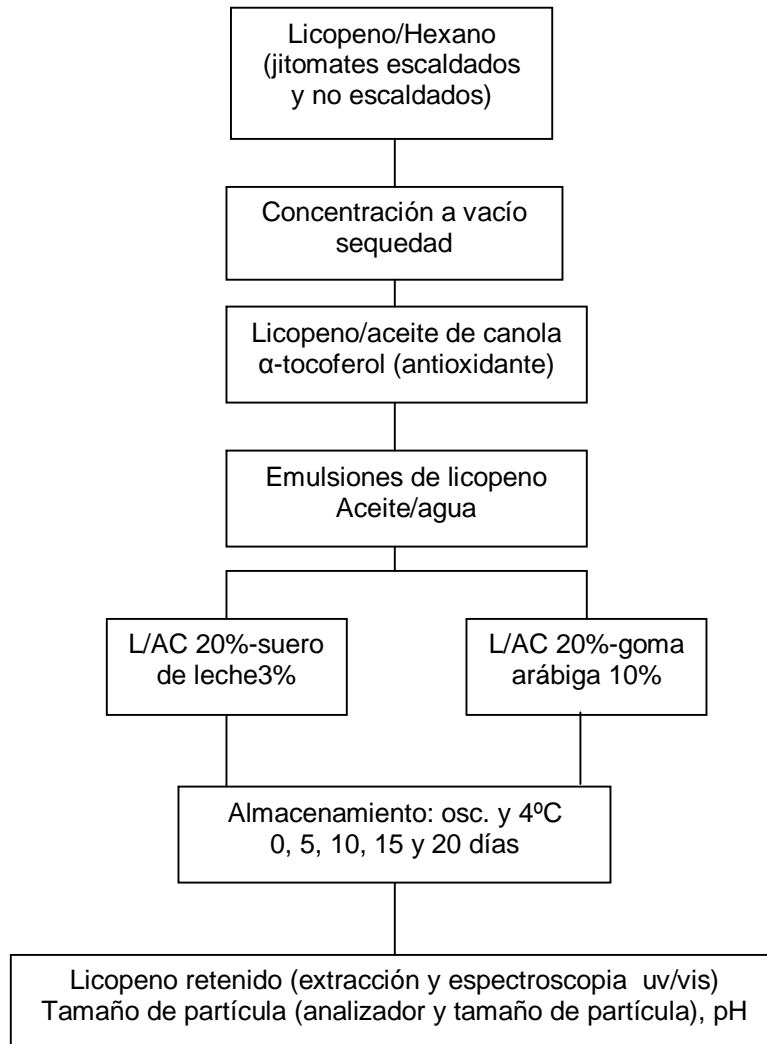 Licopeno/Hexano
(jitomates escaldados
y no escaldados)
Concentración a vacío
sequedad
Licopeno/aceite de canola
α-tocoferol (antioxidante)
Emulsiones de licopeno
Aceite/agua
L/AC 20%-suero
de leche3%
L/AC 20%-goma
arábiga 10%
Almacenamiento: osc. y 4ºC
0, 5, 10, 15 y 20 días
Licopeno retenido (extracción y espectroscopia uv/vis)
Tamaño de partícula (analizador y tamaño de partícula), pH